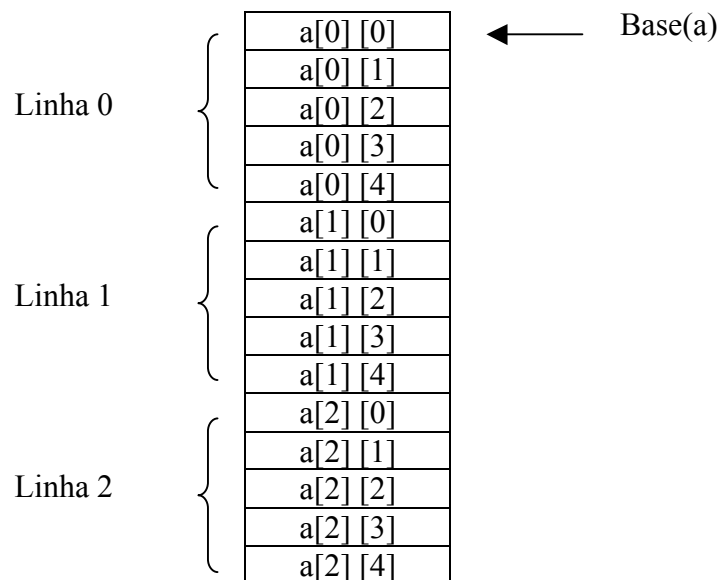 a[0] [0] Base(a)
a[0] [1]
Linha 0 a[0] [2]
a[0] [3]
a[0] [4]
a[1] [0]
a[1] [1]
Linha 1 a[1] [2]
a[1] [3]
a[1] [4]
a[2] [0]
a[2] [1]
Linha 2 a[2] [2]
a[2] [3]
a[2] [4]